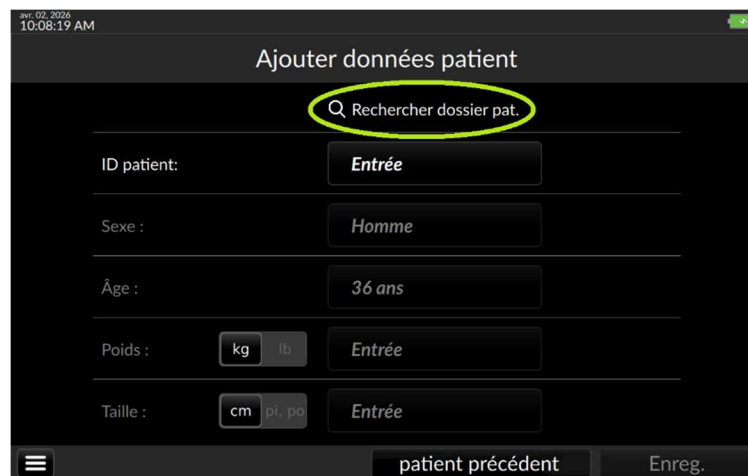 avr. 02, 2026
10:08:19 AM
Ajouter données patient
Rechercher dossier pat.
ID patient: Entrée
Sexe : Homme
Âge : 36 ans
Poids : kg lb Entrée
Taille : cm pi, po Entrée
patient précédent Enreg.